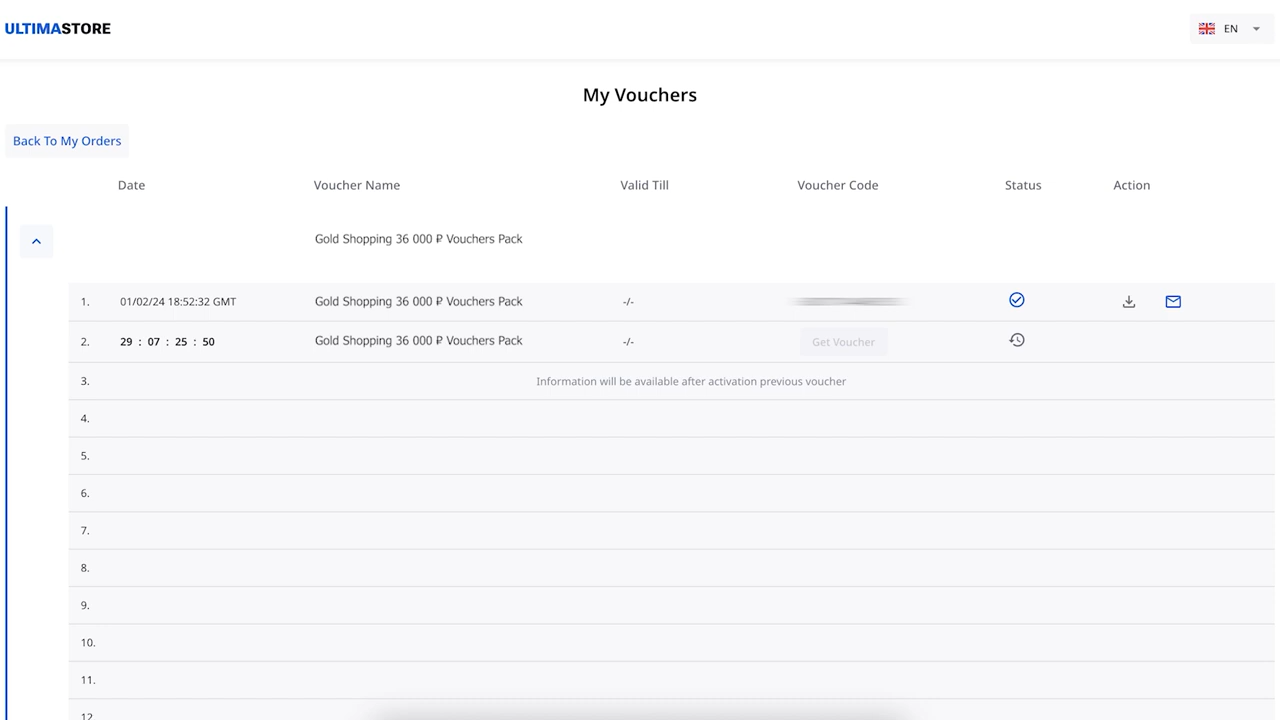 ULTIMASTORE
EN
My Vouchers
Back To My Orders
Date Voucher Name Valid Till Voucher Code Status Action
Gold Shopping 36 000 ₽ Vouchers Pack
1. 01/02/24 18:52:32 GMT Gold Shopping 36 000 ₽ Vouchers Pack -/-
2. 29 : 07 : 25 : 50 Gold Shopping 36 000 ₽ Vouchers Pack -/- Get Voucher
3. Information will be available after activation previous voucher
4.
5.
6.
7.
8.
9.
10.
11.
12